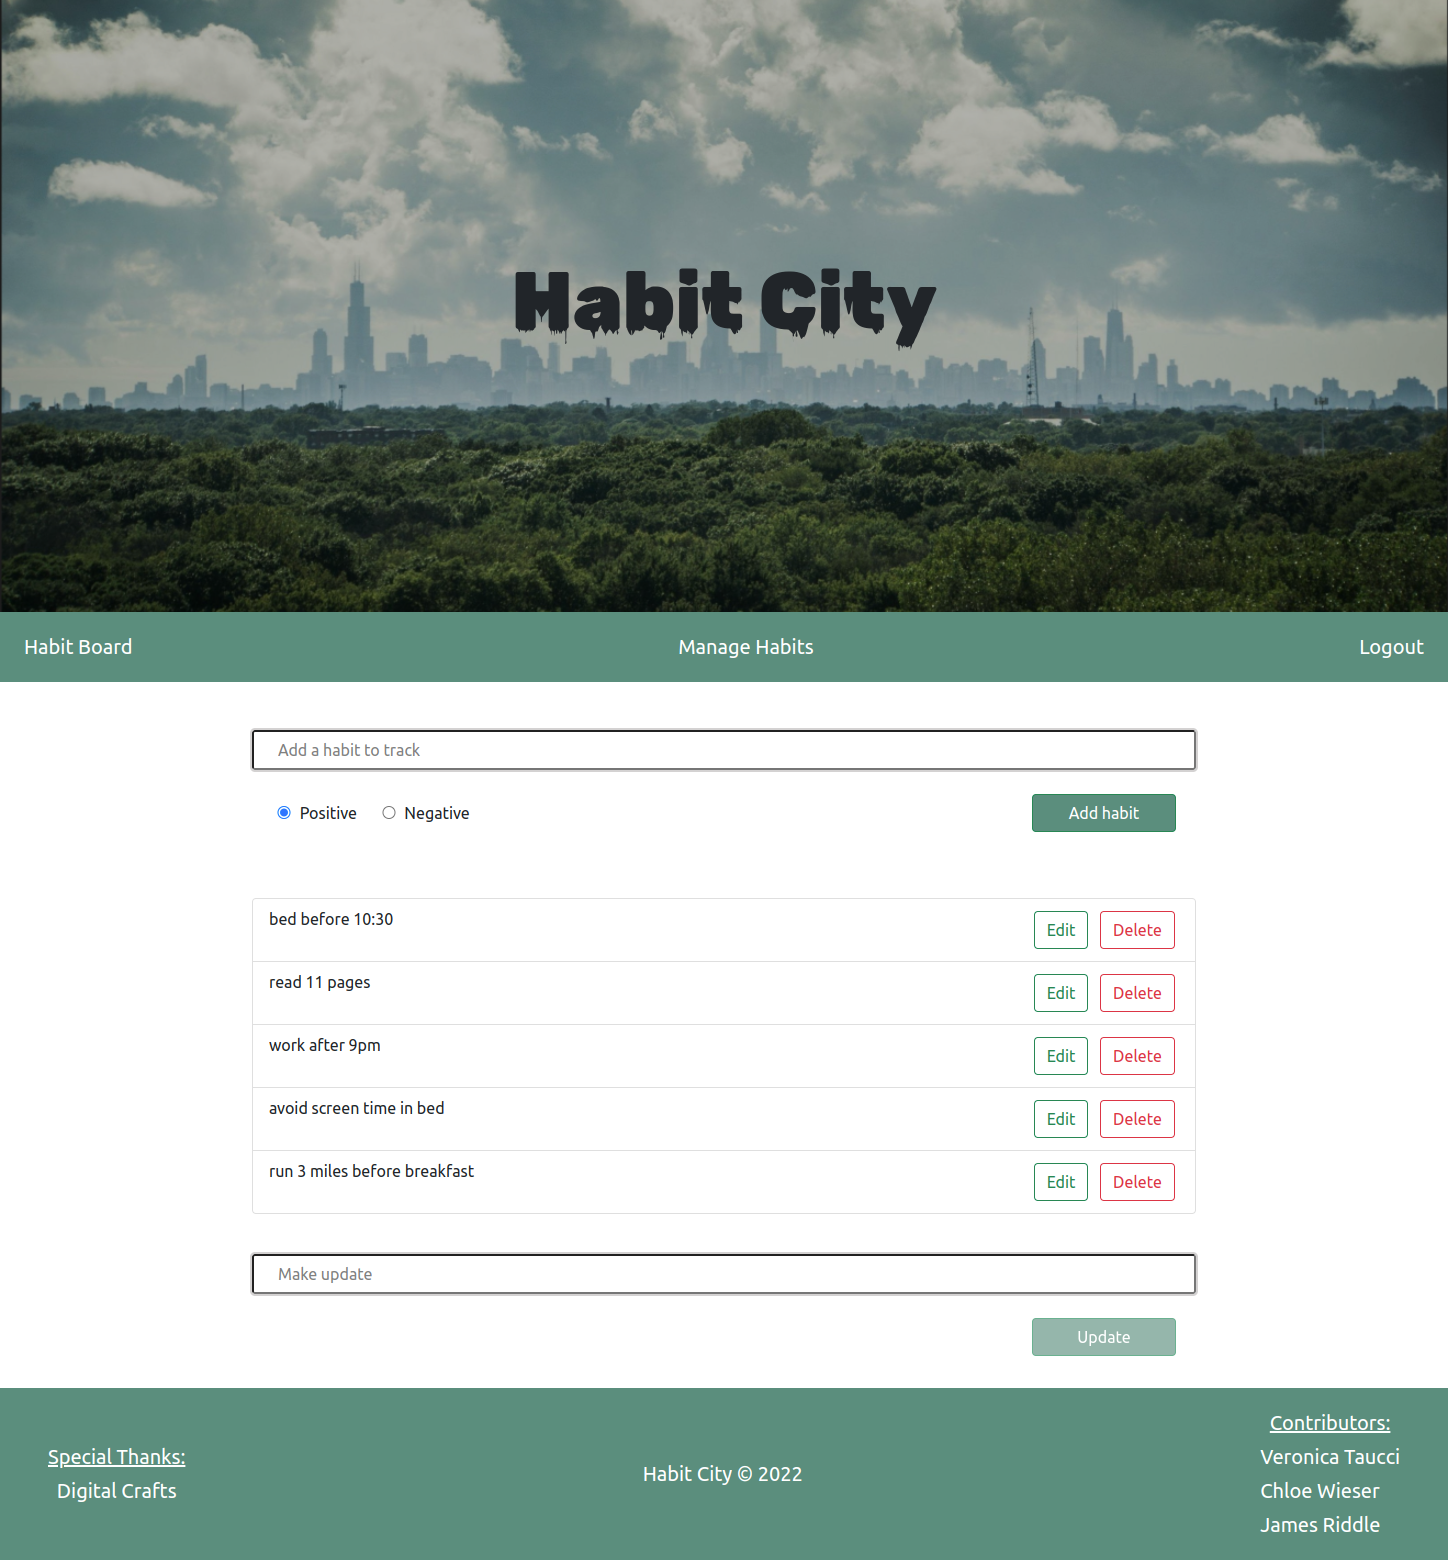 Habit City
Habit Board Manage Habits Logout
Add a habit to track
Positive Negative Add habit
bed before 10:30 Edit Delete
read 11 pages Edit Delete
work after 9pm Edit Delete
avoid screen time in bed Edit Delete
run 3 miles before breakfast Edit Delete
Make update
Update
Special Thanks:
Digital Crafts
Habit City © 2022
Contributors:
Veronica Taucci
Chloe Wieser
James Riddle